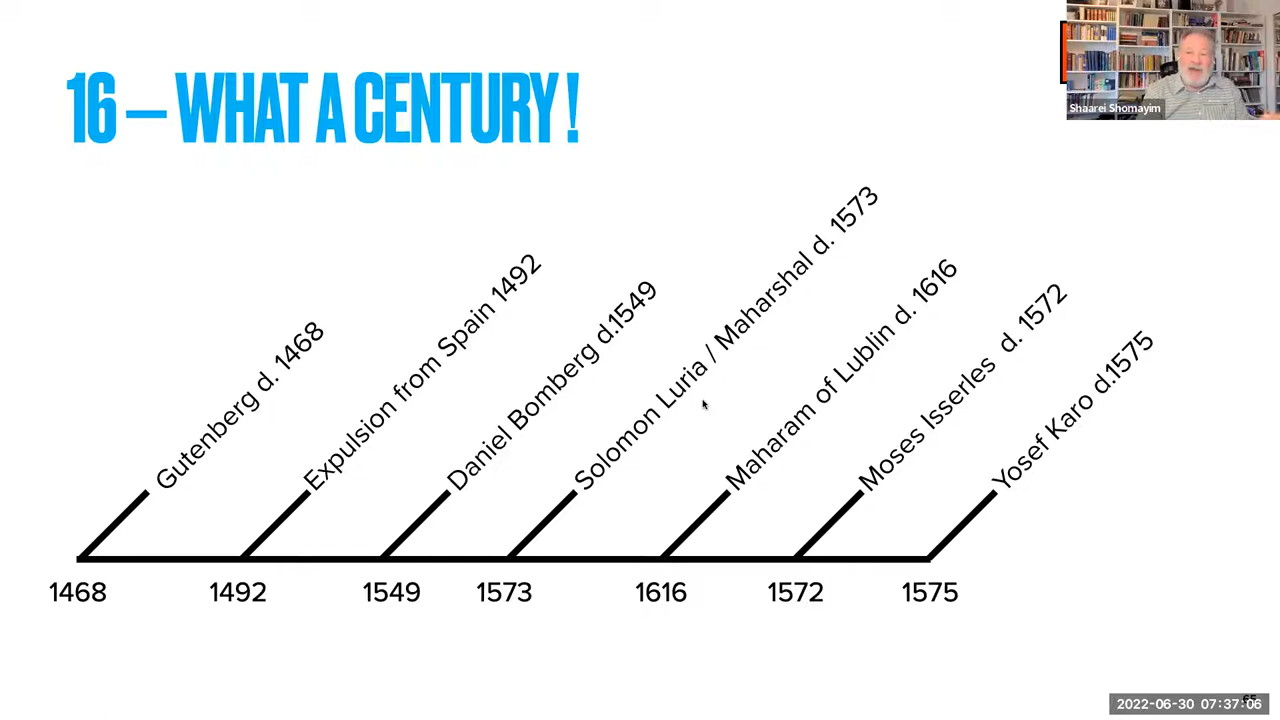 16 – WHAT A CENTURY!
Shaarei Shomayim
Gutenberg d. 1468
Expulsion from Spain 1492
Daniel Bomberg d.1549
Solomon Luria / Maharshal d. 1573
Maharam of Lublin d. 1616
Moses Isserles d. 1572
Yosef Karo d.1575
1468 1492 1549 1573 1616 1572 1575
2022-06-30 07:37:06